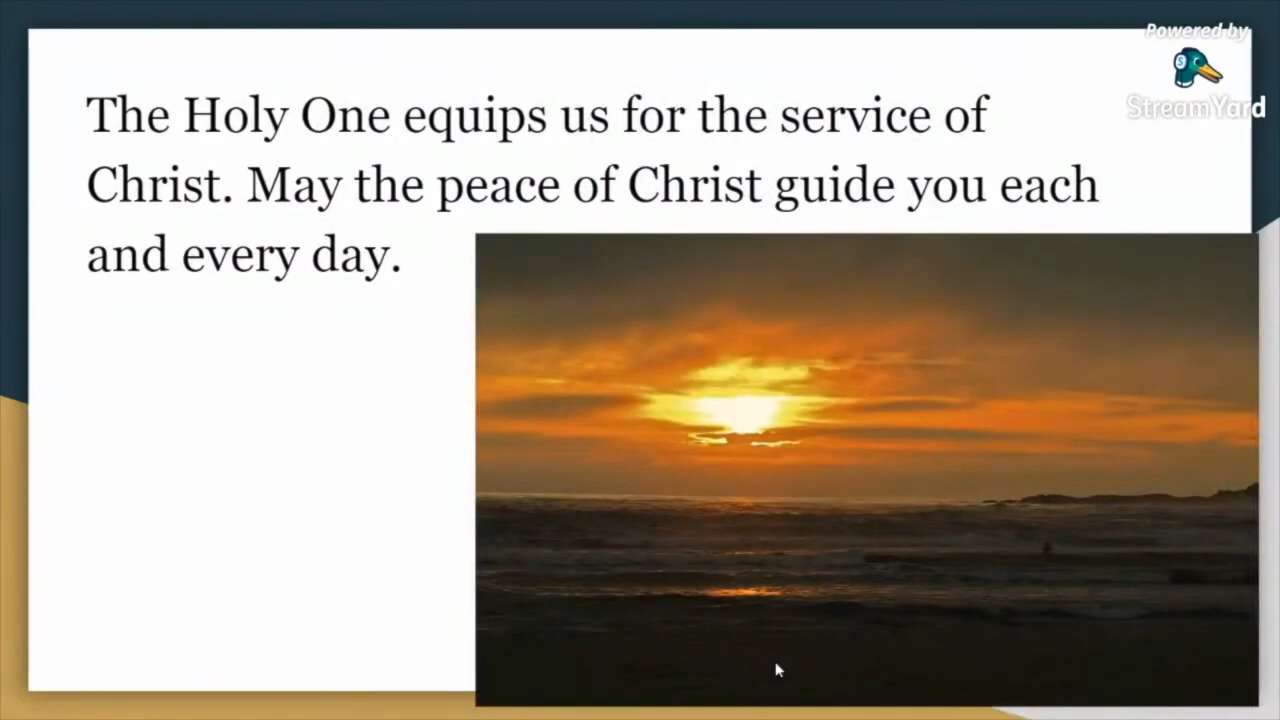 Powered by
StreamYard
The Holy One equips us for the service of
Christ. May the peace of Christ guide you each
and every day.